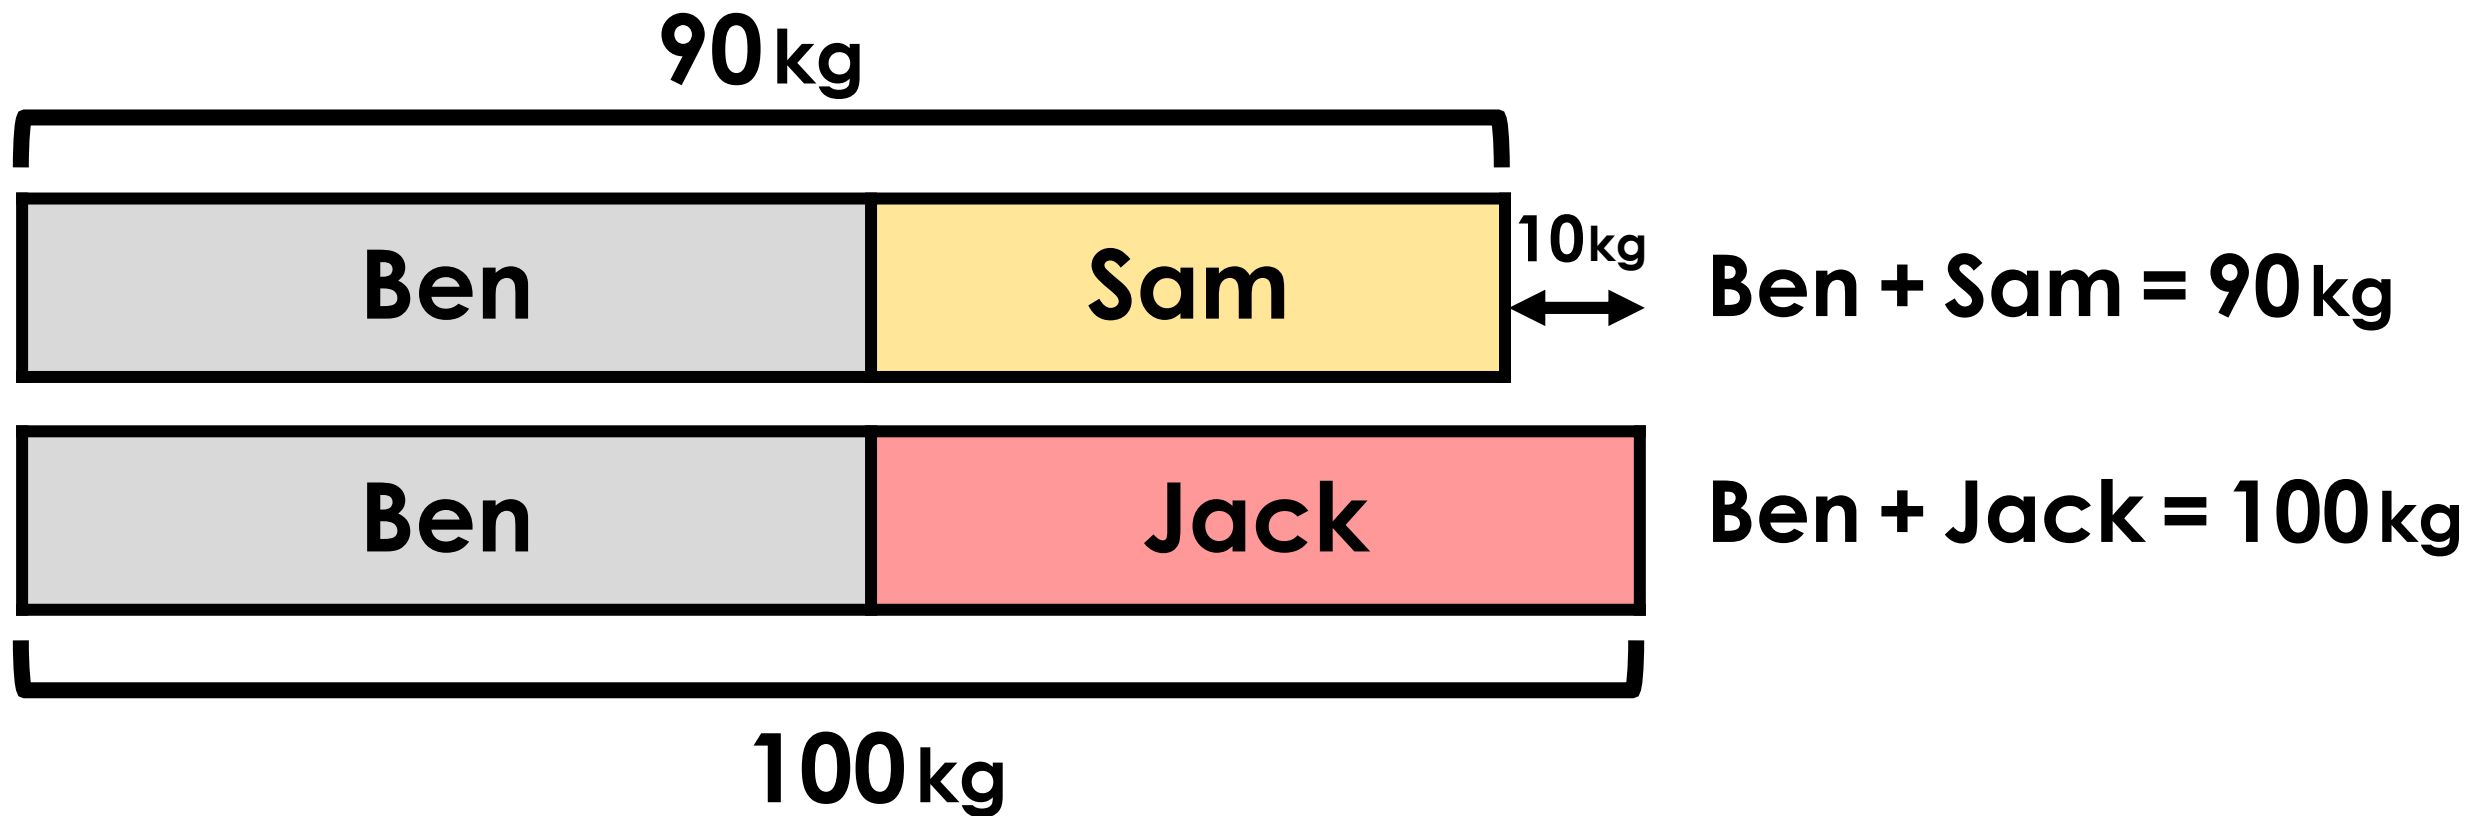 90kg
Ben Sam 10kg Ben + Sam = 90kg
Ben Jack Ben + Jack = 100kg
100kg